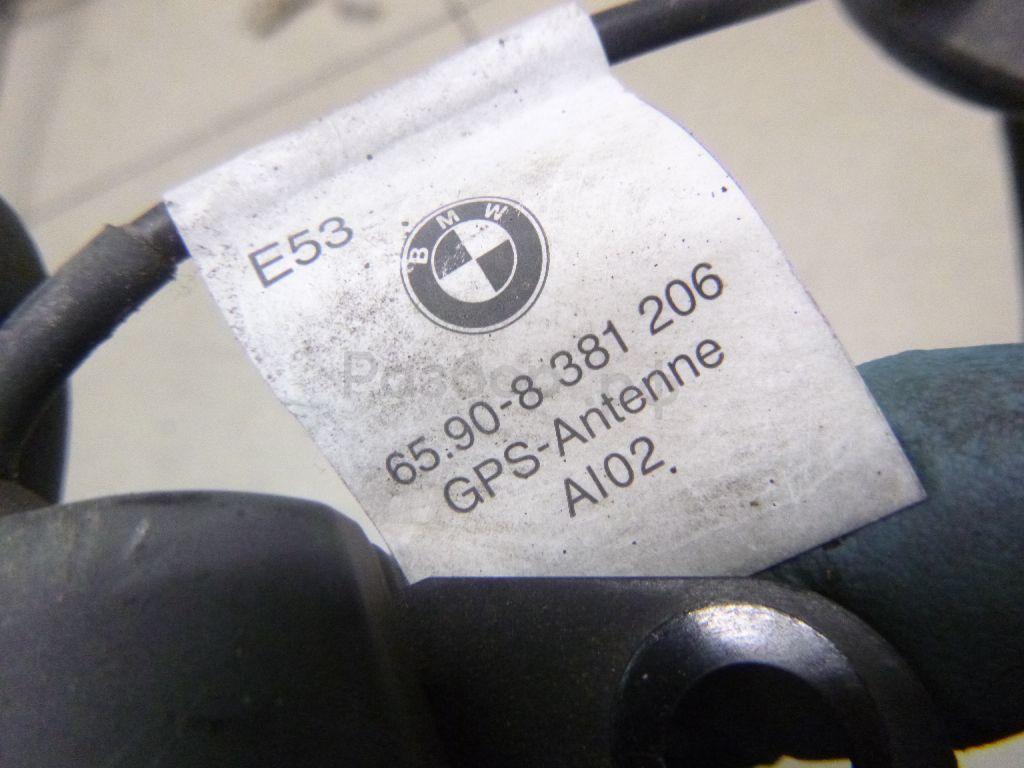 E53
BMW
65.90-8 381 206
GPS-Antenne
AI02.